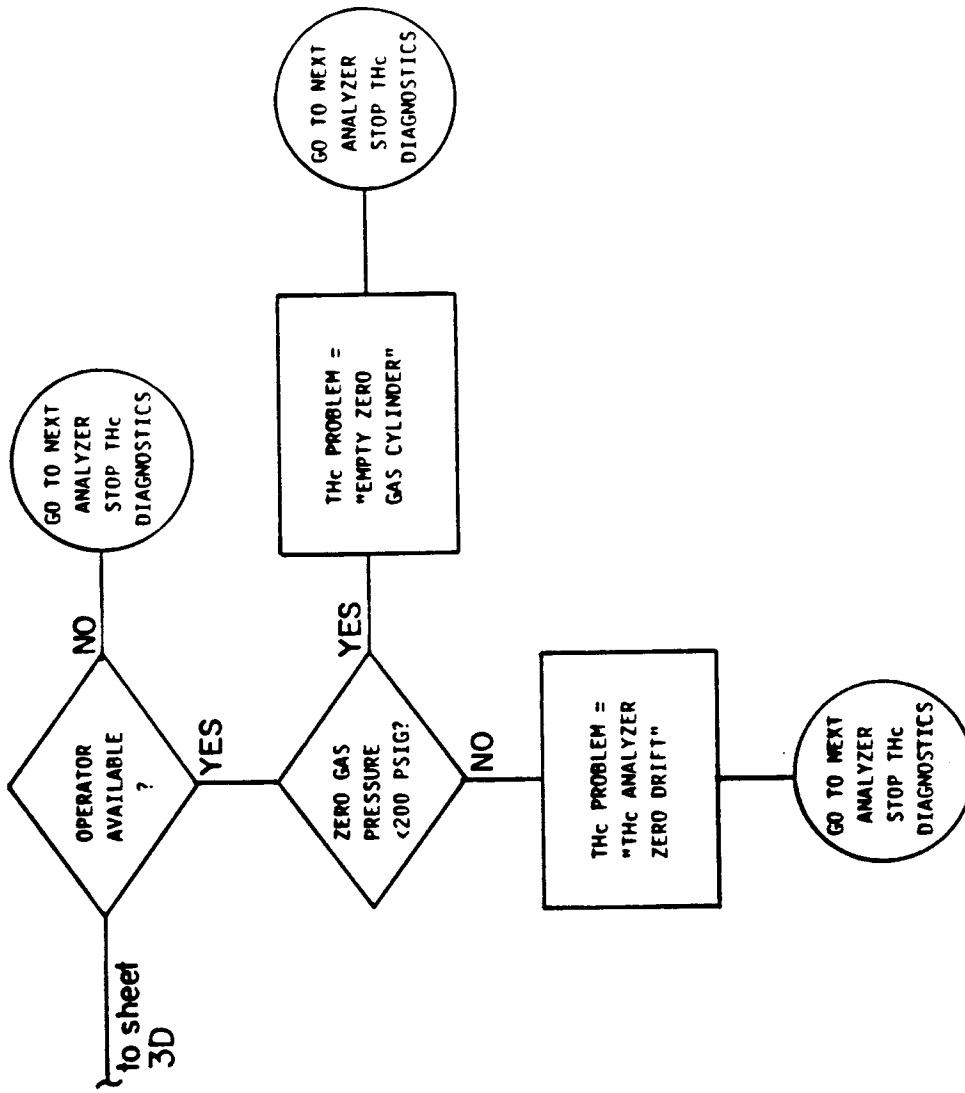 to sheet
3D
OPERATOR
AVAILABLE
?
NO
GO TO NEXT
ANALYZER
STOP THc
DIAGNOSTICS
YES
ZERO GAS
PRESSURE
<200 PSIG?
YES
THc PROBLEM =
"EMPTY ZERO
GAS CYLINDER"
GO TO NEXT
ANALYZER
STOP THc
DIAGNOSTICS
NO
THc PROBLEM =
"THc ANALYZER
ZERO DRIFT"
GO TO NEXT
ANALYZER
STOP THc
DIAGNOSTICS